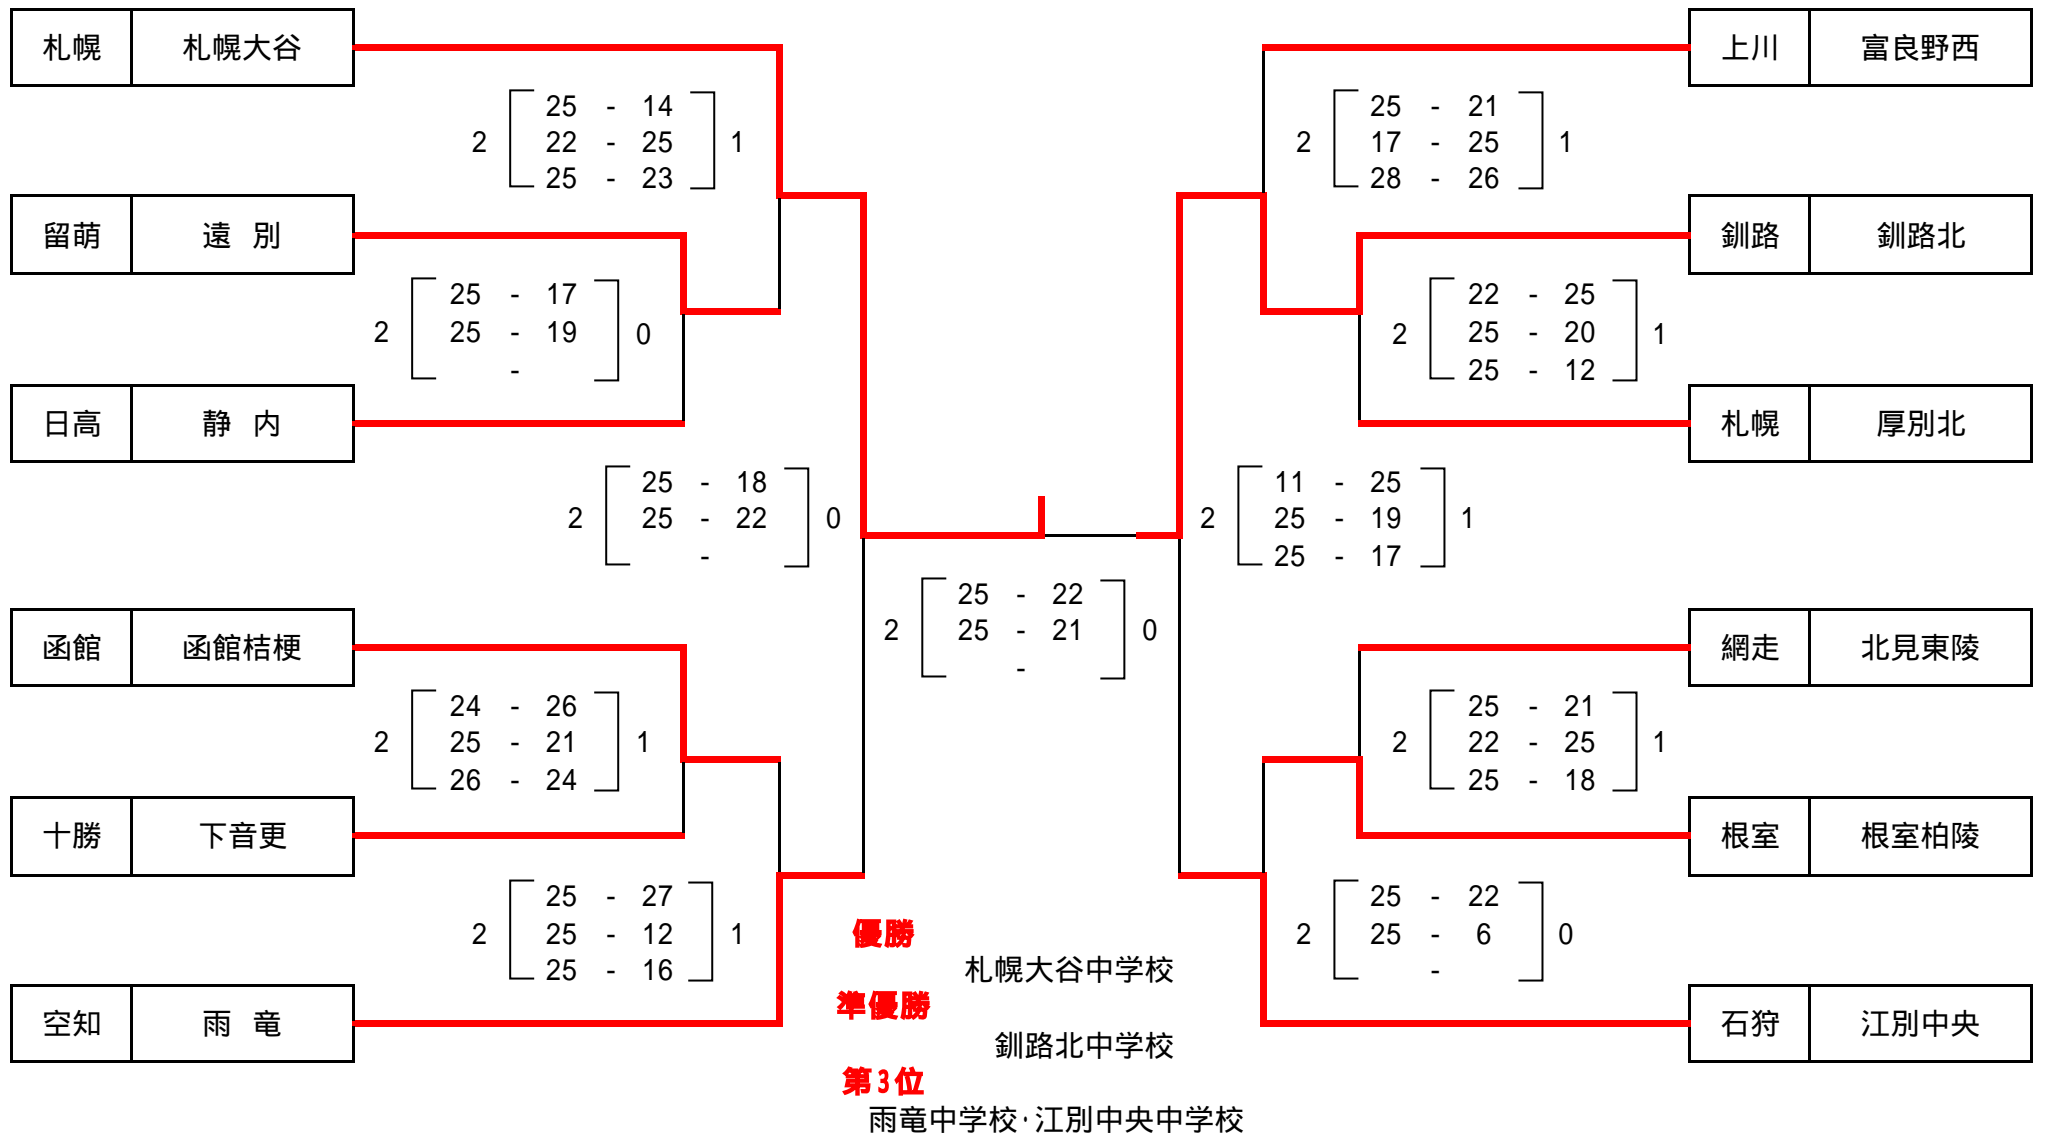 札幌 札幌大谷
上川 富良野西
25 - 14
2 22 - 25 1
25 - 23
25 - 21
2 17 - 25 1
28 - 26
留萌 遠 別
釧路 釧路北
25 - 17
2 25 - 19 0
-
22 - 25
2 25 - 20 1
25 - 12
日高 静 内
札幌 厚別北
25 - 18
2 25 - 22 0
-
11 - 25
2 25 - 19 1
25 - 17
25 - 22
2 25 - 21 0
-
函館 函館桔梗
網走 北見東陵
24 - 26
2 25 - 21 1
26 - 24
25 - 21
2 22 - 25 1
25 - 18
十勝 下音更
根室 根室柏陵
25 - 27
2 25 - 12 1
25 - 16
25 - 22
2 25 - 6 0
-
空知 雨 竜
石狩 江別中央
優勝
札幌大谷中学校
準優勝
釧路北中学校
第3位
雨竜中学校・江別中央中学校